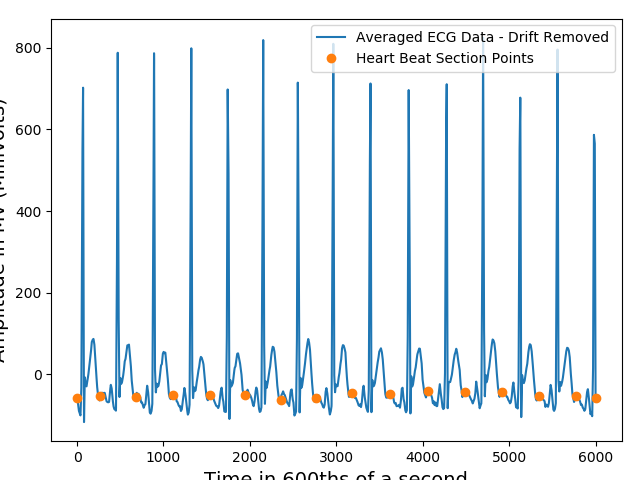 Averaged ECG Data - Drift Removed
Heart Beat Section Points
800
600
400
200
0
Amplitude in MV (Millivolts)
0 1000 2000 3000 4000 5000 6000
Time in 600ths of a second